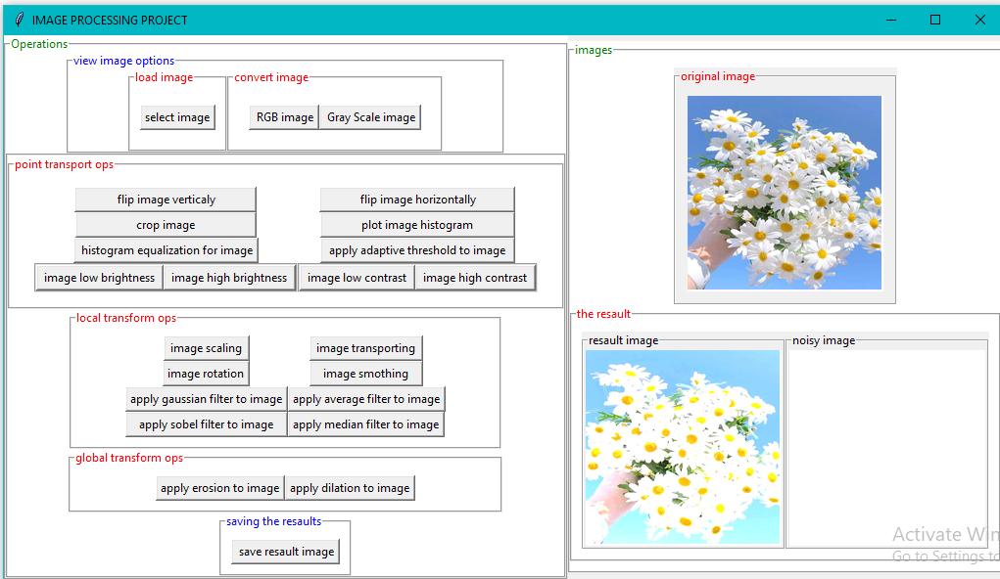 IMAGE PROCESSING PROJECT
Operations
view image options
load image
convert image
select image
RGB image
Gray Scale image
point transport ops
flip image verticaly
flip image horizontally
crop image
plot image histogram
histogram equalization for image
apply adaptive threshold to image
image low brightness
image high brightness
image low contrast
image high contrast
local transform ops
image scaling
image transporting
image rotation
image smothing
apply gaussian filter to image
apply average filter to image
apply sobel filter to image
apply median filter to image
global transform ops
apply erosion to image
apply dilation to image
saving the resaults
save resault image
images
original image
the resault
resault image
noisy image
Activate Win
Go to Settings to